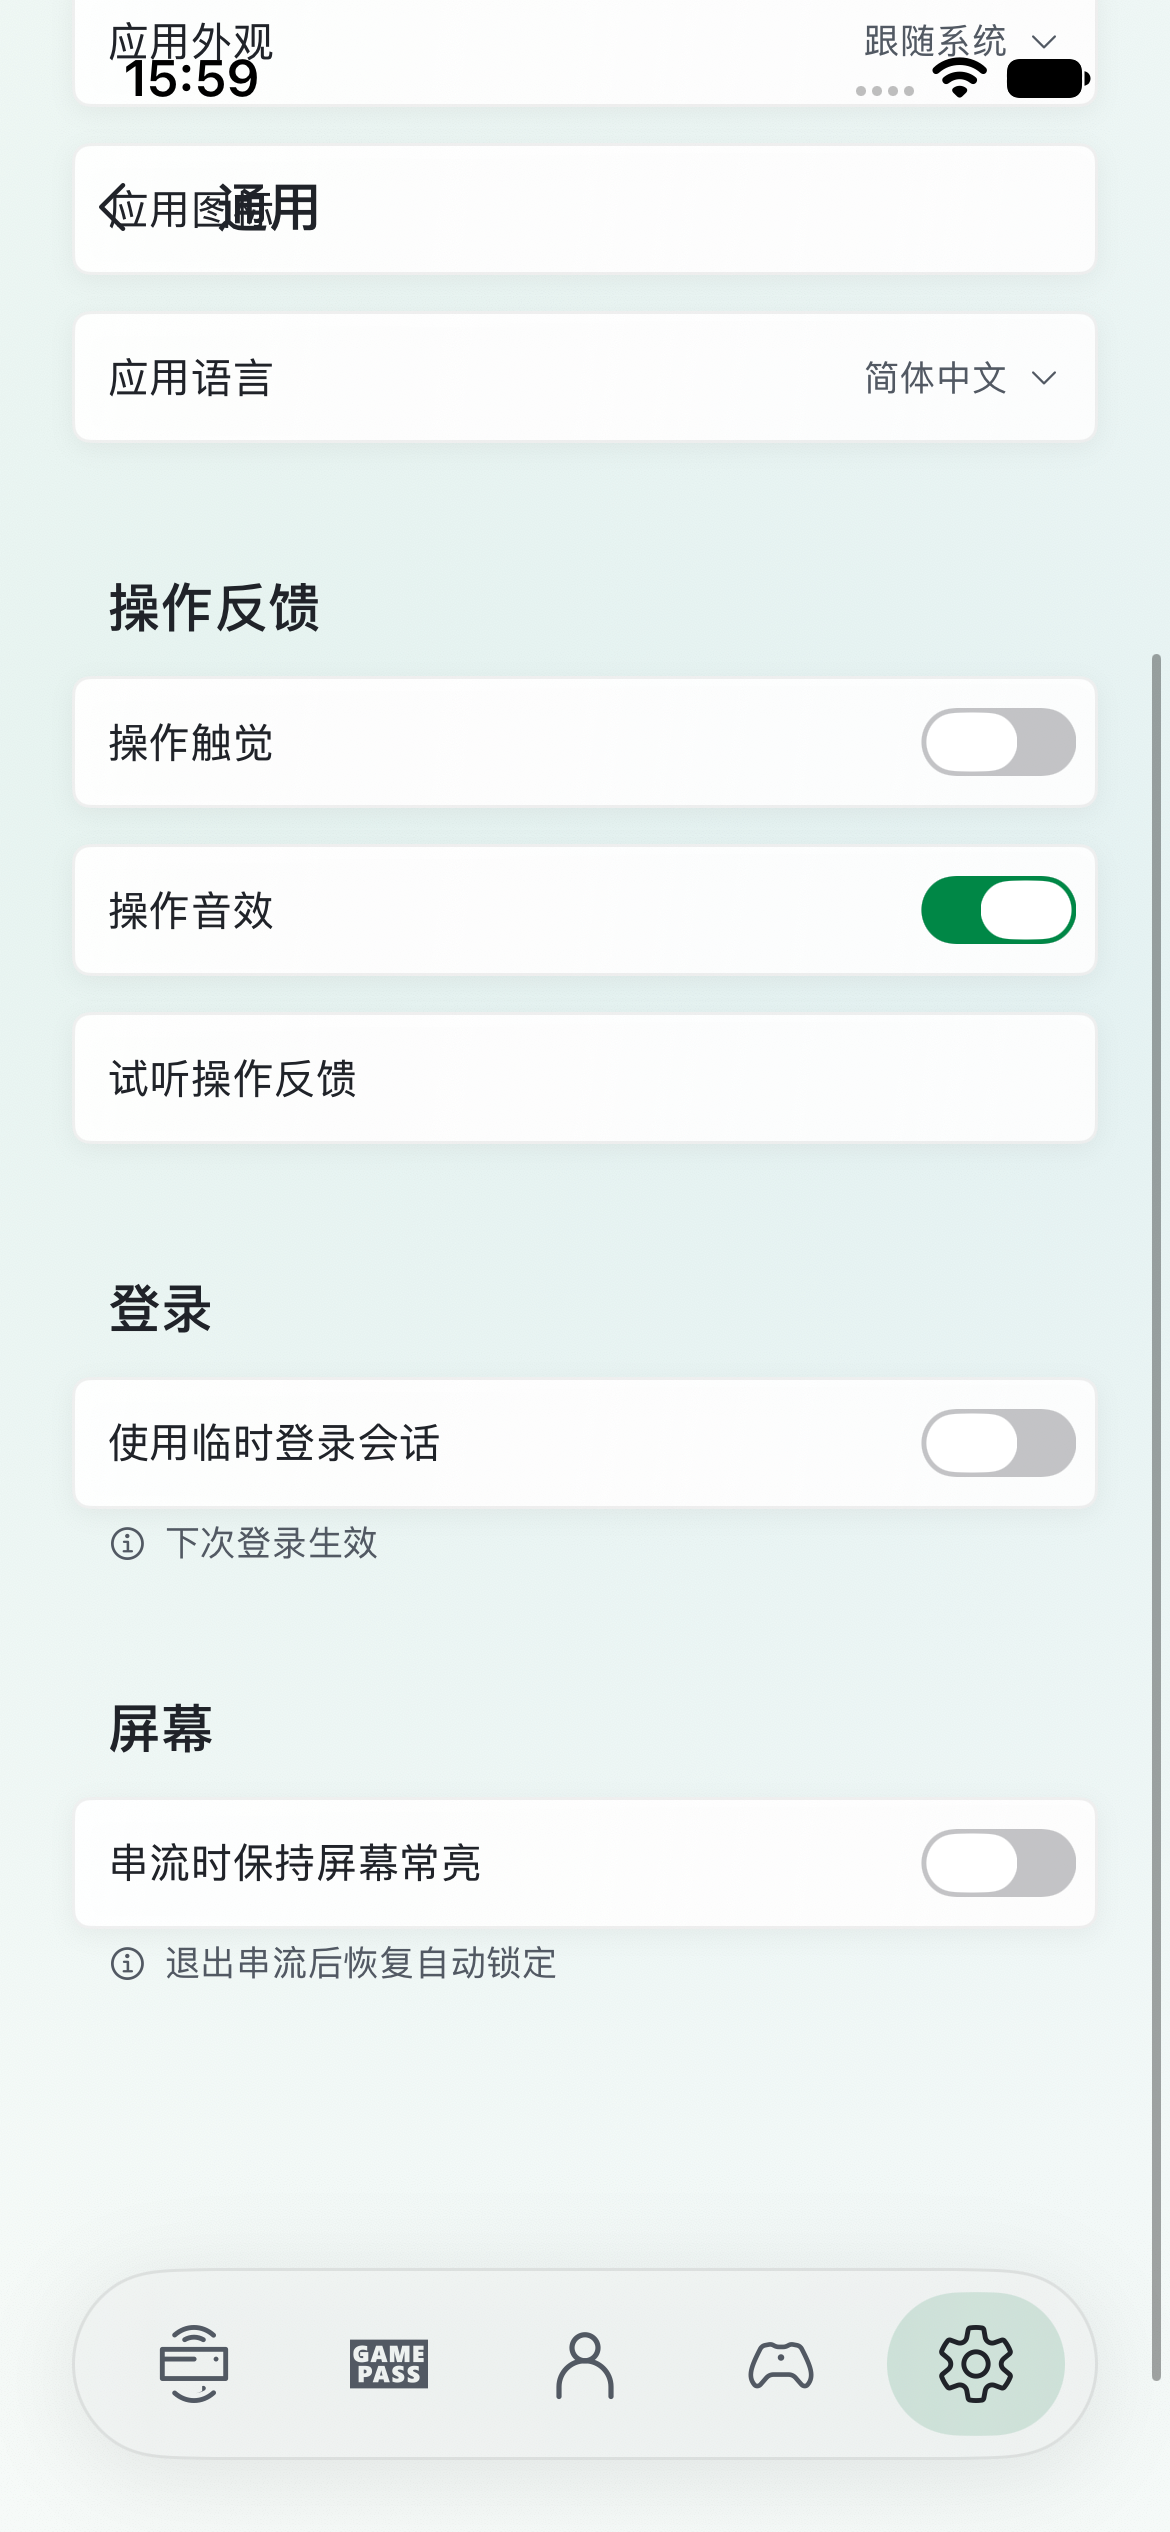 应用外观 跟随系统
15:59
应用图标
通用
应用语言 简体中文
操作反馈
操作触觉
操作音效
试听操作反馈
登录
使用临时登录会话
下次登录生效
屏幕
串流时保持屏幕常亮
退出串流后恢复自动锁定
GAME
PASS